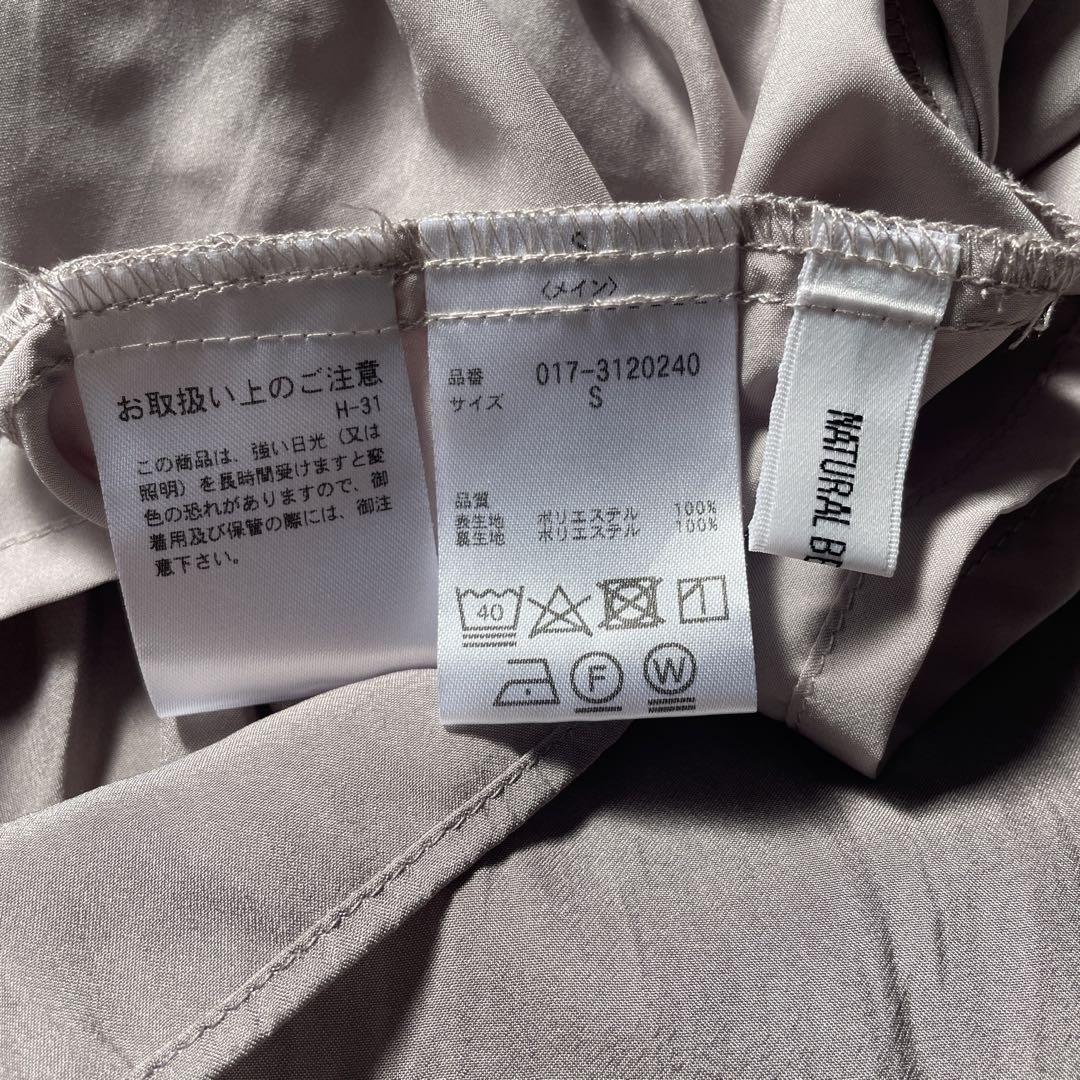 お取扱い上のご注意
H-31
この商品は、強い日光（又は
照明）を長時間受けますと変
色の恐れがありますので、御
着用及び保管の際には、御注
意下さい。
〈メイン〉
品番 017-3120240
サイズ S
品質
表生地 ポリエステル 100%
裏生地 ポリエステル 100%
40
F
W
NATURAL BE